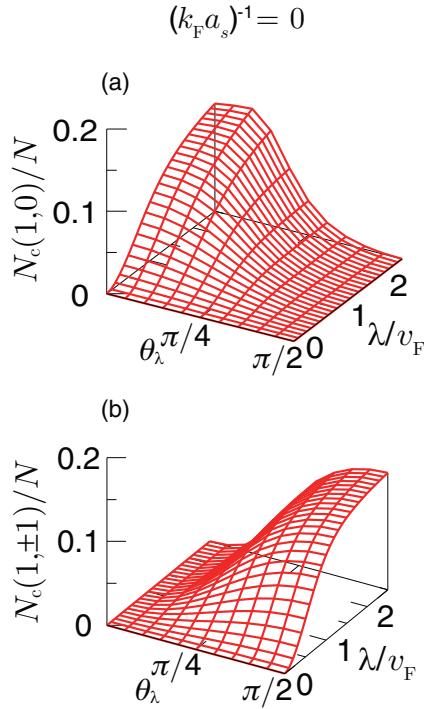 (k_F a_s)⁻¹ = 0
(a)
N_c(1,0)/N
0.2
0.1
0
θ_λ
π/4
π/2
0
1
2
λ/v_F
(b)
N_c(1,±1)/N
0.2
0.1
0
θ_λ
π/4
π/2
0
1
2
λ/v_F